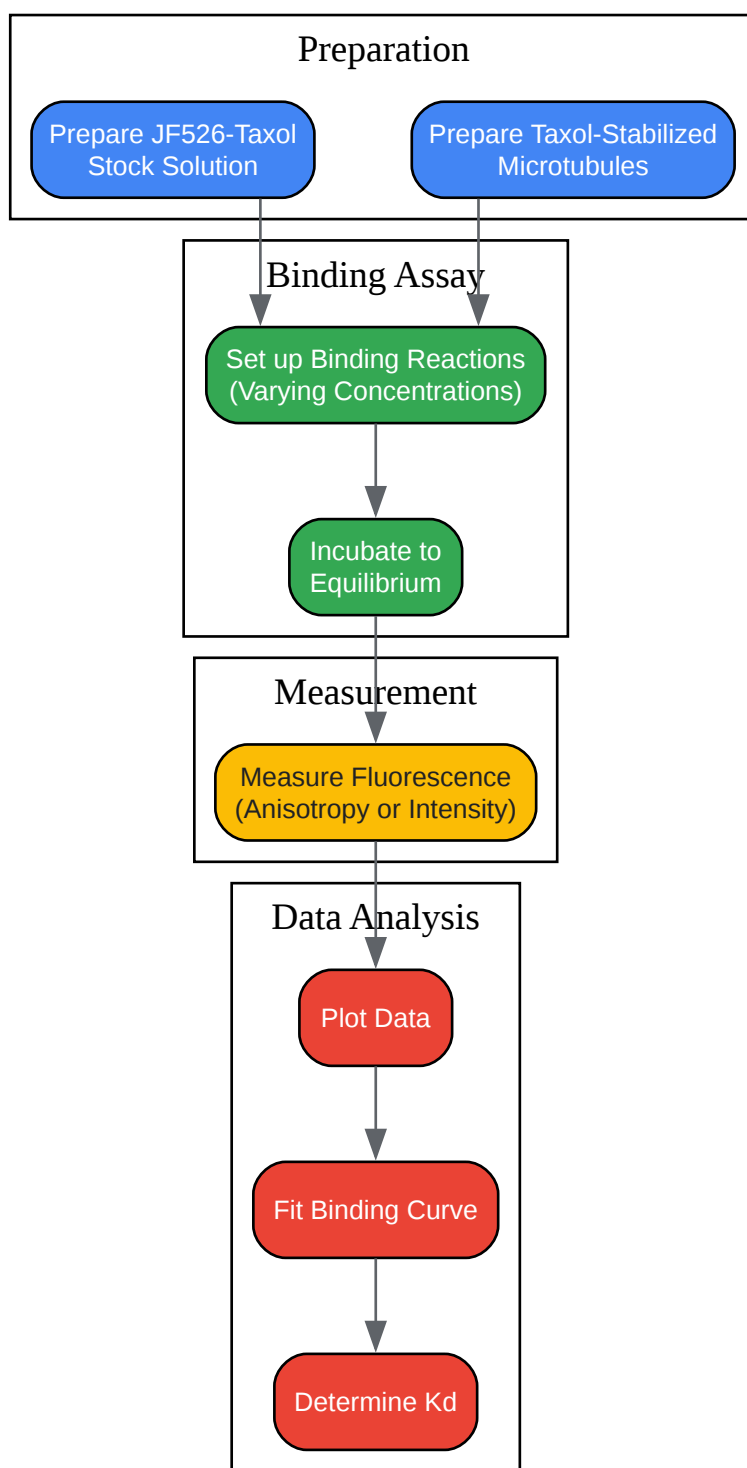 Preparation
Prepare JF526-Taxol
Stock Solution
Prepare Taxol-Stabilized
Microtubules
Binding Assay
Set up Binding Reactions
(Varying Concentrations)
Incubate to
Equilibrium
Measurement
Measure Fluorescence
(Anisotropy or Intensity)
Data Analysis
Plot Data
Fit Binding Curve
Determine Kd